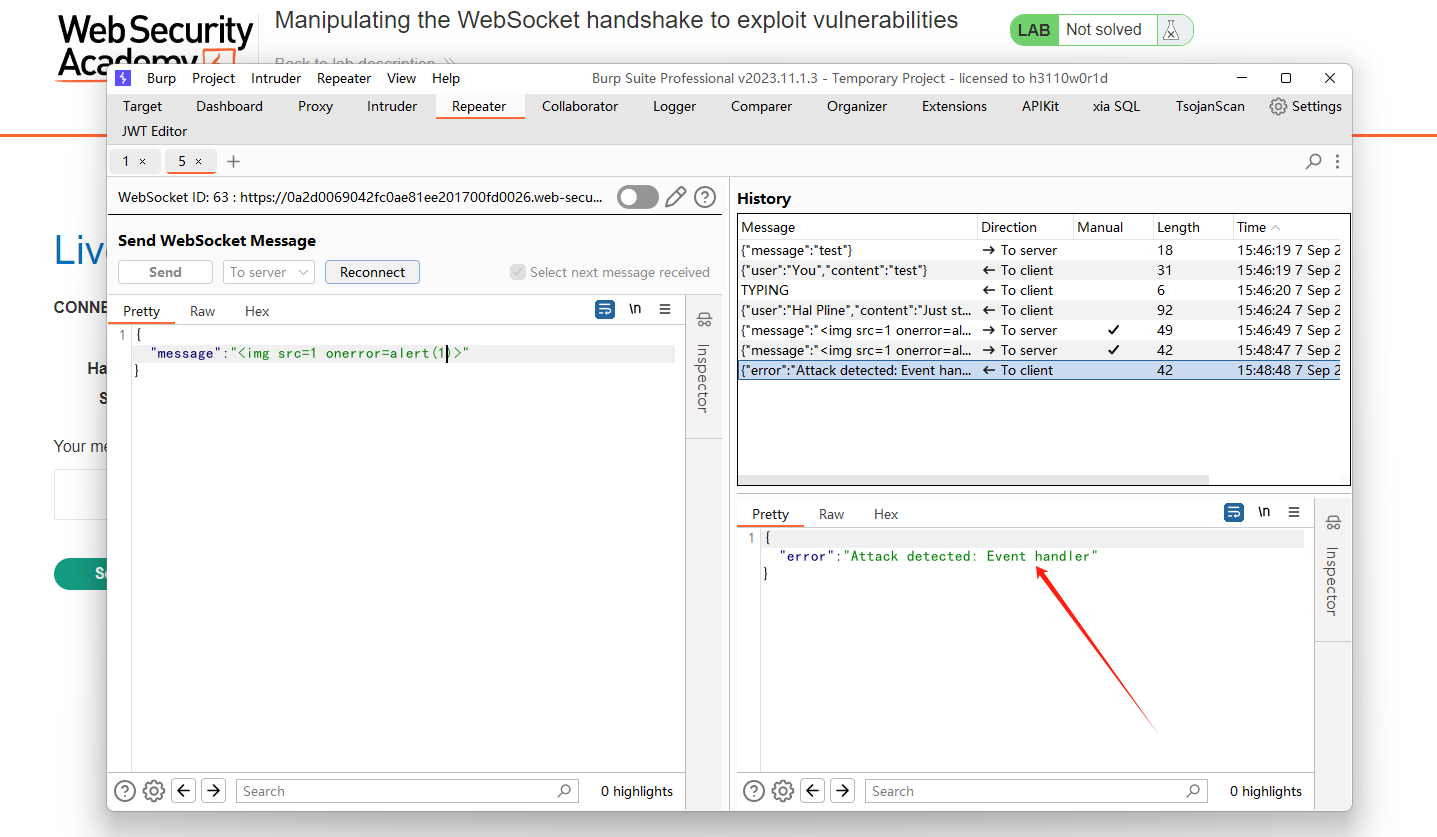 Web Security
Academy
Manipulating the WebSocket handshake to exploit vulnerabilities
Back to lab description
LAB Not solved
Burp Project Intruder Repeater View Help
Burp Suite Professional v2023.11.1.3 - Temporary Project - licensed to h3110w0r1d
Target Dashboard Proxy Intruder Repeater Collaborator Logger Comparer Organizer Extensions APIKit xia SQL TsojanScan Settings
JWT Editor
1 × 5 × +
WebSocket ID: 63 : https://0a2d0069042fc0ae81ee201700fd0026.web-secu...
Send WebSocket Message
Send To server Reconnect Select next message received
Pretty Raw Hex \n
1 {
"message":"<img src=1 onerror=alert(1)>"
}
Inspector
Search 0 highlights
History
Message Direction Manual Length Time
{"message":"test"} → To server 18 15:46:19 7 Sep 2
{"user":"You","content":"test"} ← To client 31 15:46:19 7 Sep 2
TYPING ← To client 6 15:46:20 7 Sep 2
{"user":"Hal Pline","content":"Just st... ← To client 92 15:46:24 7 Sep 2
{"message":"<img src=1 onerror=al... → To server ✓ 49 15:46:49 7 Sep 2
{"message":"<img src=1 onerror=al... → To server ✓ 42 15:48:47 7 Sep 2
{"error":"Attack detected: Event han... ← To client 42 15:48:48 7 Sep 2
Pretty Raw Hex \n
1 {
"error":"Attack detected: Event handler"
}
Inspector
Search 0 highlights
Liv
CONNE
Ha
S
Your me
S